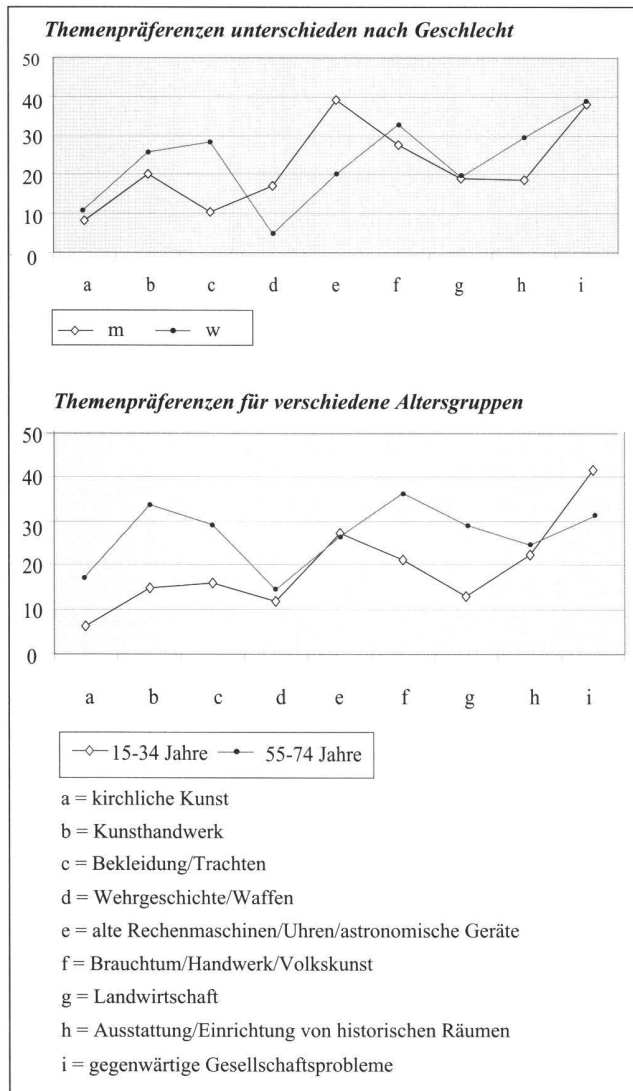 Themenpräferenzen unterschieden nach Geschlecht
50
40
30
20
10
0
a b c d e f g h i
m w
Themenpräferenzen für verschiedene Altersgruppen
50
40
30
20
10
0
a b c d e f g h i
15-34 Jahre 55-74 Jahre
a = kirchliche Kunst
b = Kunsthandwerk
c = Bekleidung/Trachten
d = Wehrgeschichte/Waffen
e = alte Rechenmaschinen/Uhren/astronomische Geräte
f = Brauchtum/Handwerk/Volkskunst
g = Landwirtschaft
h = Ausstattung/Einrichtung von historischen Räumen
i = gegenwärtige Gesellschaftsprobleme